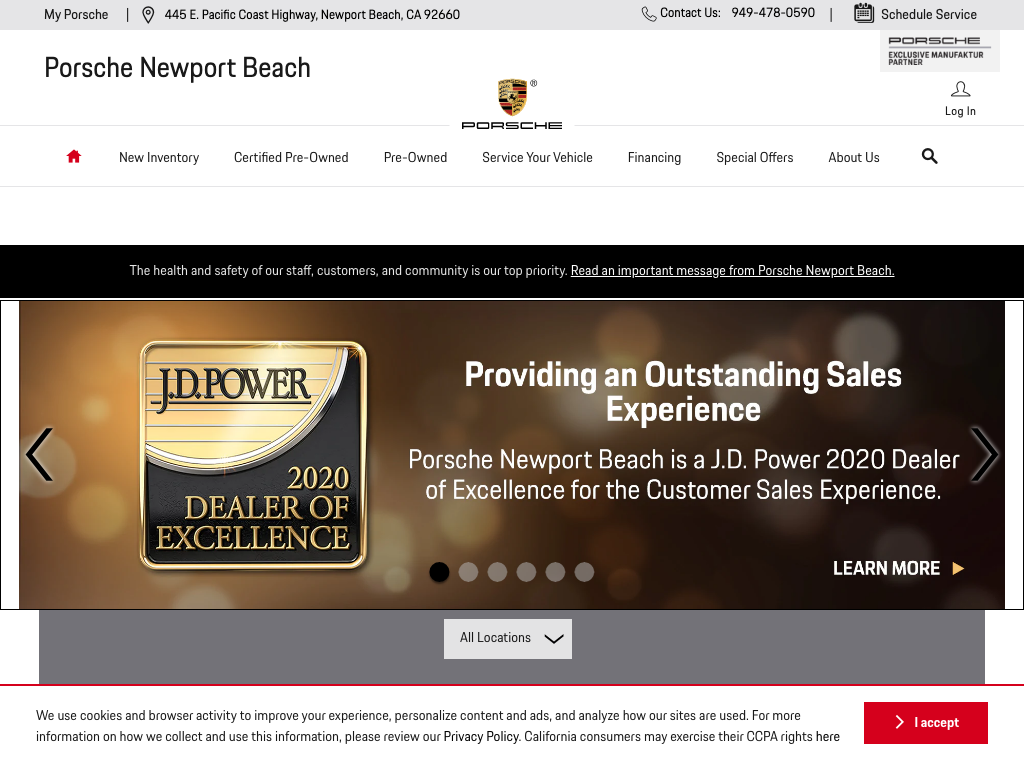 My Porsche | 445 E. Pacific Coast Highway, Newport Beach, CA 92660
Contact Us: 949-478-0590 | Schedule Service
PORSCHE
EXCLUSIVE MANUFAKTUR
PARTNER
Porsche Newport Beach
®
PORSCHE
Log In
New Inventory
Certified Pre-Owned
Pre-Owned
Service Your Vehicle
Financing
Special Offers
About Us
The health and safety of our staff, customers, and community is our top priority. Read an important message from Porsche Newport Beach.
J.D. POWER
2020
DEALER OF
EXCELLENCE
Providing an Outstanding Sales
Experience
Porsche Newport Beach is a J.D. Power 2020 Dealer
of Excellence for the Customer Sales Experience.
LEARN MORE
All Locations
We use cookies and browser activity to improve your experience, personalize content and ads, and analyze how our sites are used. For more
information on how we collect and use this information, please review our Privacy Policy. California consumers may exercise their CCPA rights here
I accept